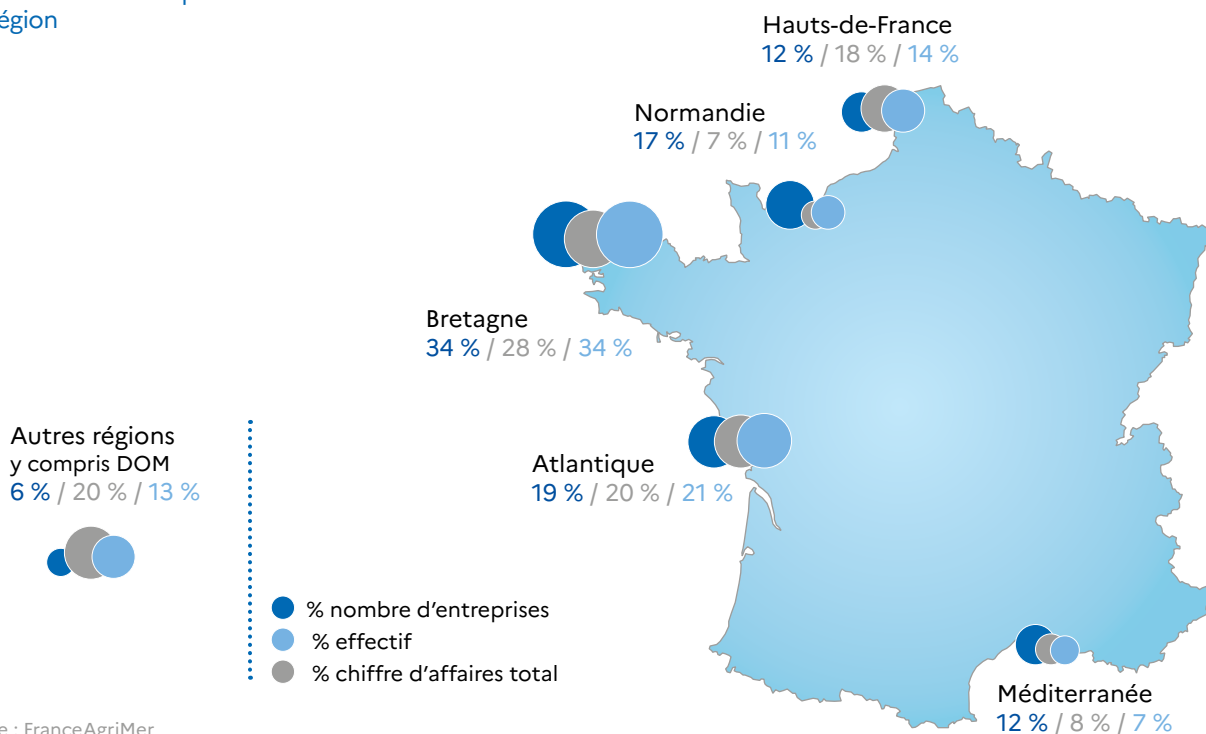 région
Hauts-de-France
12 % / 18 % / 14 %
Normandie
17 % / 7 % / 11 %
Bretagne
34 % / 28 % / 34 %
Autres régions
y compris DOM
6 % / 20 % / 13 %
Atlantique
19 % / 20 % / 21 %
% nombre d’entreprises
% effectif
% chiffre d’affaires total
Méditerranée
12 % / 8 % / 7 %
: FranceAgriMer